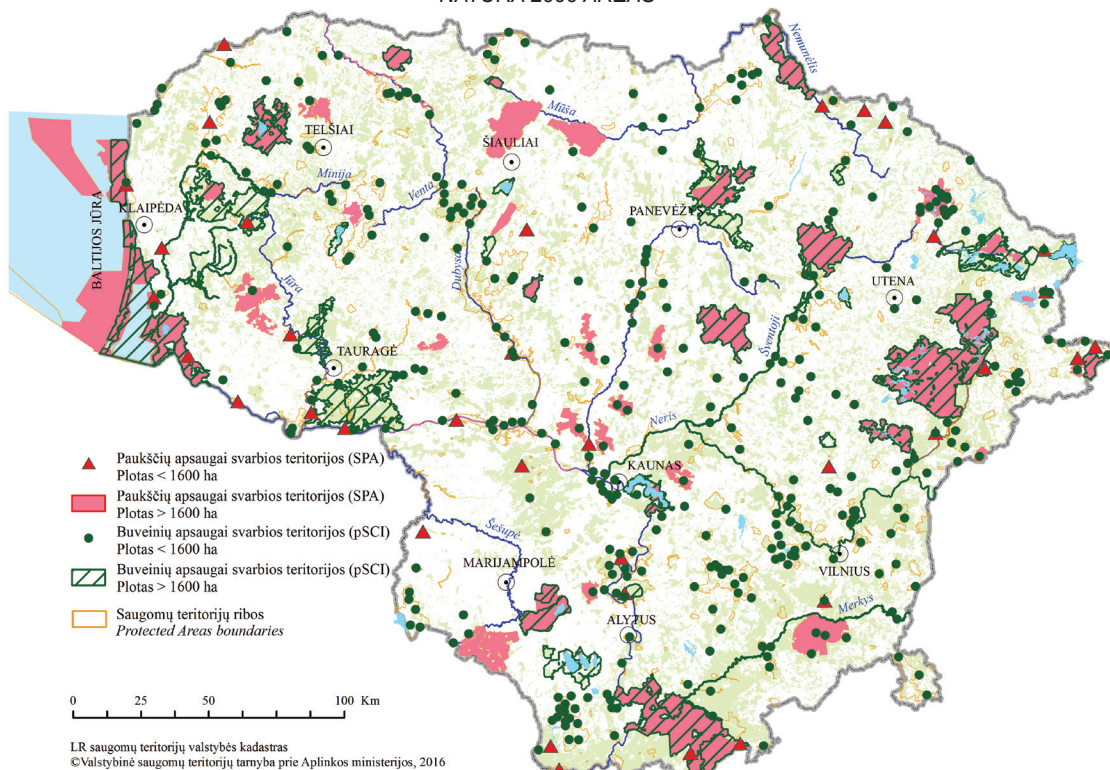 NATURA 2000 AREAS
Nemunėlis
Mūša
TELŠIAI
ŠIAULIAI
Minija
Venta
KLAIPĖDA
PANEVĖŽYS
BALTIJOS JŪRA
Dubysa
Jūra
UTENA
Šventoji
TAURAGĖ
Neris
KAUNAS
Šešupė
MARIJAMPOLĖ
VILNIUS
Merkys
ALYTUS
Paukščių apsaugai svarbios teritorijos (SPA)
Plotas < 1600 ha
Paukščių apsaugai svarbios teritorijos (SPA)
Plotas > 1600 ha
Buveinių apsaugai svarbios teritorijos (pSCI)
Plotas < 1600 ha
Buveinių apsaugai svarbios teritorijos (pSCI)
Plotas > 1600 ha
Saugomų teritorijų ribos
Protected Areas boundaries
0 25 50 100 Km
LR saugomų teritorijų valstybės kadastras
©Valstybinė saugomų teritorijų tarnyba prie Aplinkos ministerijos, 2016